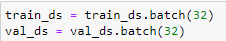 train_ds = train_ds.batch(32)
val_ds = val_ds.batch(32)